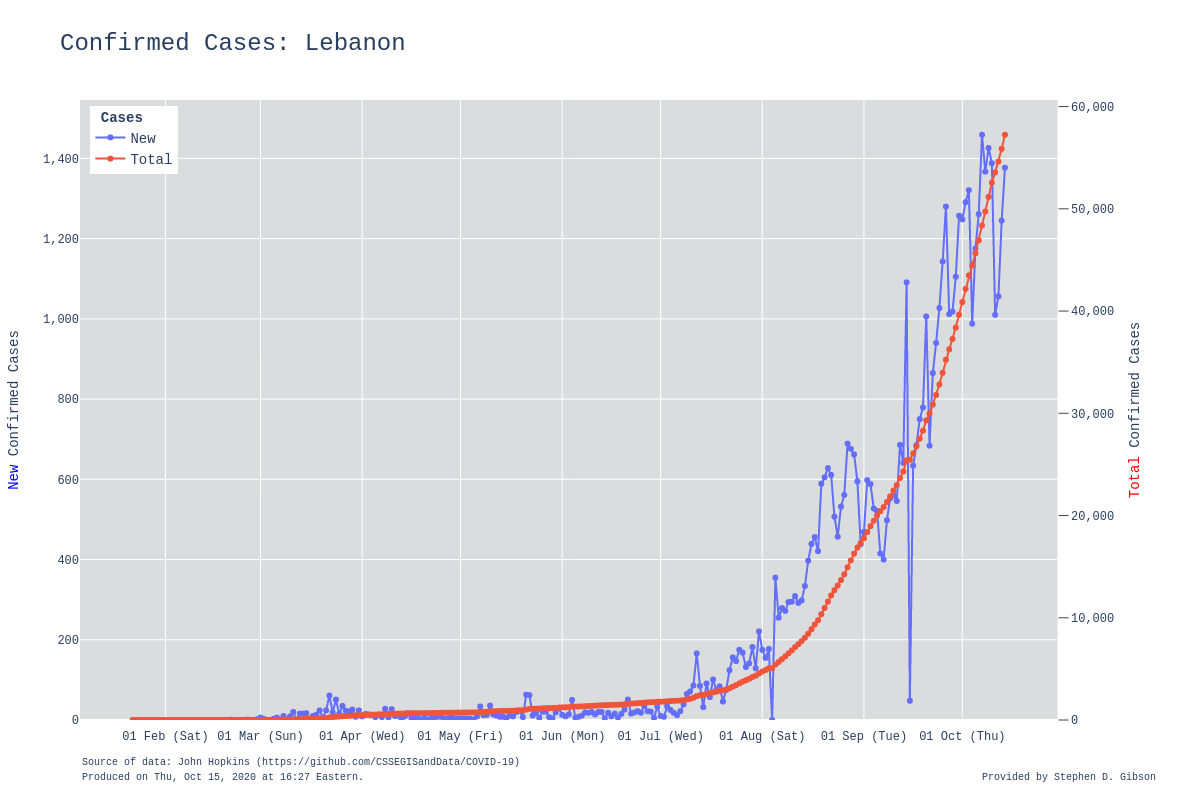 Confirmed Cases: Lebanon
Cases
New
Total
1,400
1,200
1,000
800
600
400
200
0
60,000
50,000
40,000
30,000
20,000
10,000
0
New Confirmed Cases
Total Confirmed Cases
01 Feb (Sat) 01 Mar (Sun) 01 Apr (Wed) 01 May (Fri) 01 Jun (Mon) 01 Jul (Wed) 01 Aug (Sat) 01 Sep (Tue) 01 Oct (Thu)
Source of data: John Hopkins (https://github.com/CSSEGISandData/COVID-19)
Produced on Thu, Oct 15, 2020 at 16:27 Eastern.
Provided by Stephen D. Gibson